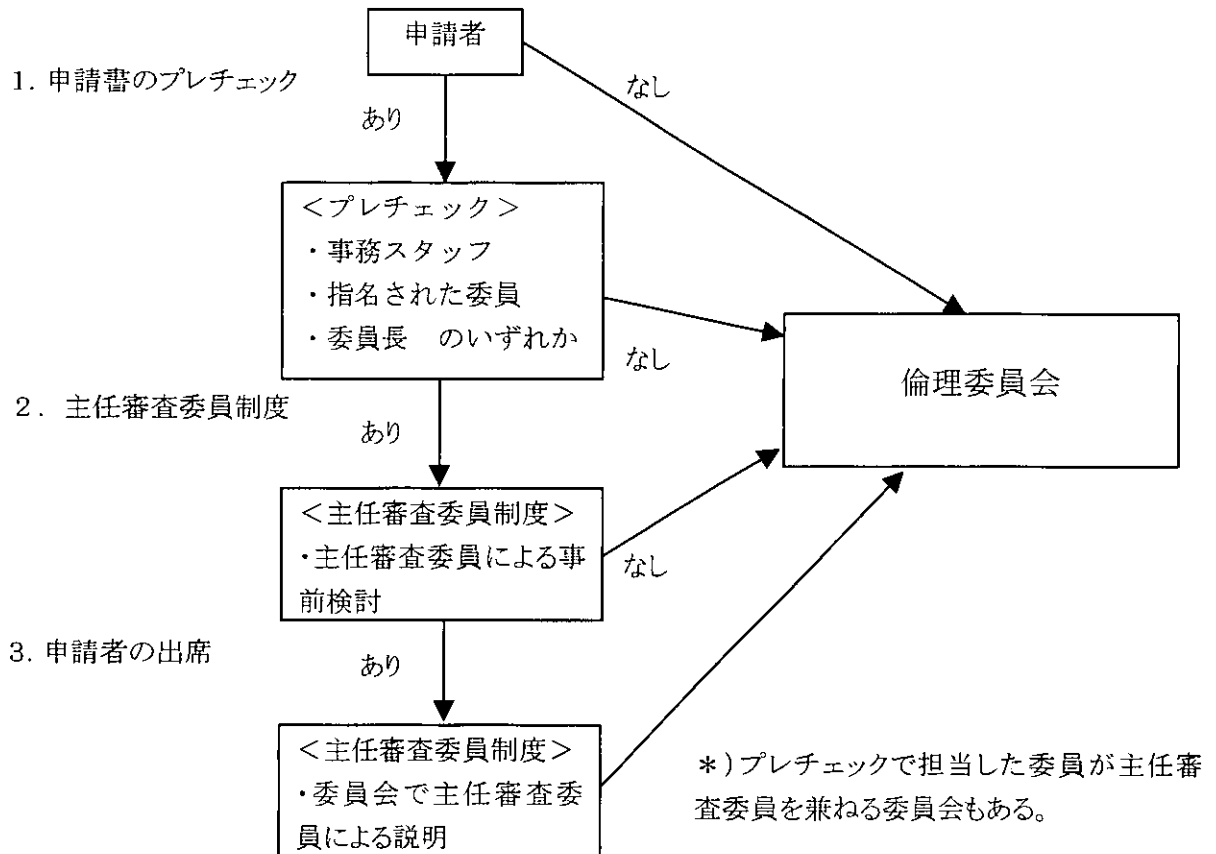 申請者
1. 申請書のプレチェック
なし
あり
<プレチェック>
・事務スタッフ
・指名された委員
・委員長　のいずれか
なし
倫理委員会
2. 主任審査委員制度
あり
<主任審査委員制度>
・主任審査委員による事
前検討
なし
3. 申請者の出席
あり
<主任審査委員制度>
・委員会で主任審査委
員による説明
*)プレチェックで担当した委員が主任審
査委員を兼ねる委員会もある。